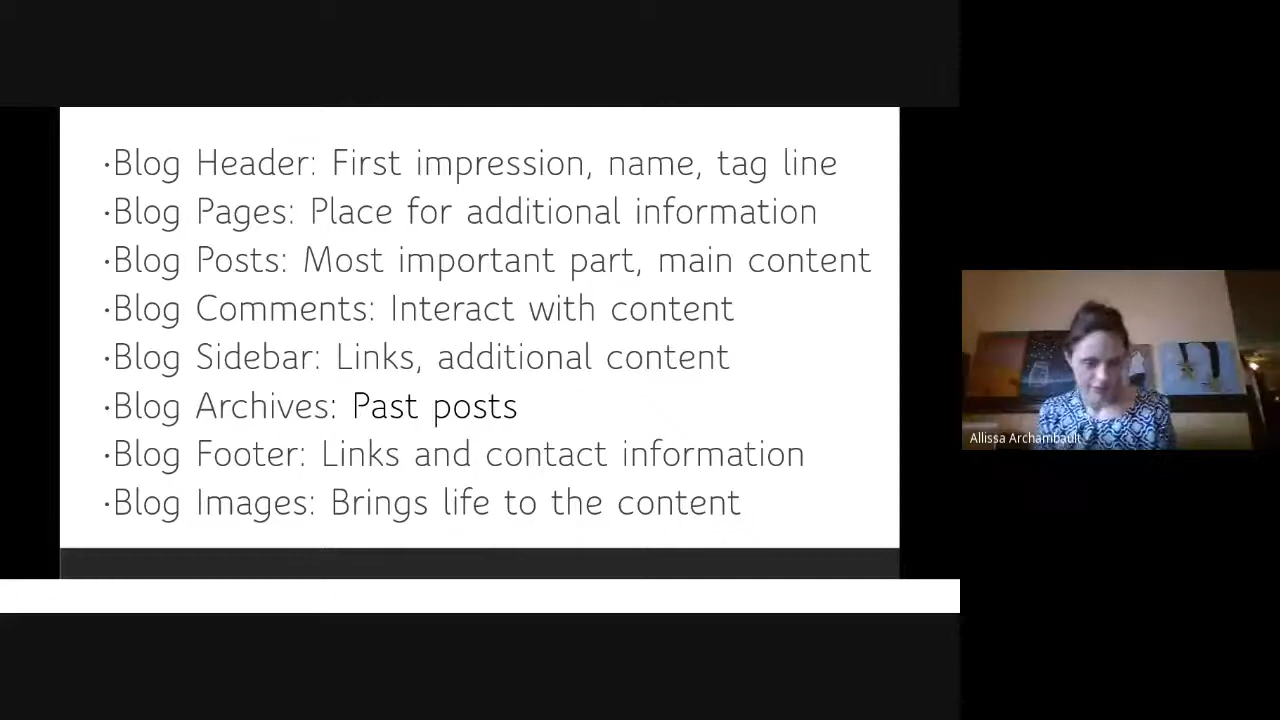 ·Blog Header: First impression, name, tag line
·Blog Pages: Place for additional information
·Blog Posts: Most important part, main content
·Blog Comments: Interact with content
·Blog Sidebar: Links, additional content
·Blog Archives: Past posts
·Blog Footer: Links and contact information
·Blog Images: Brings life to the content
Allissa Archambault